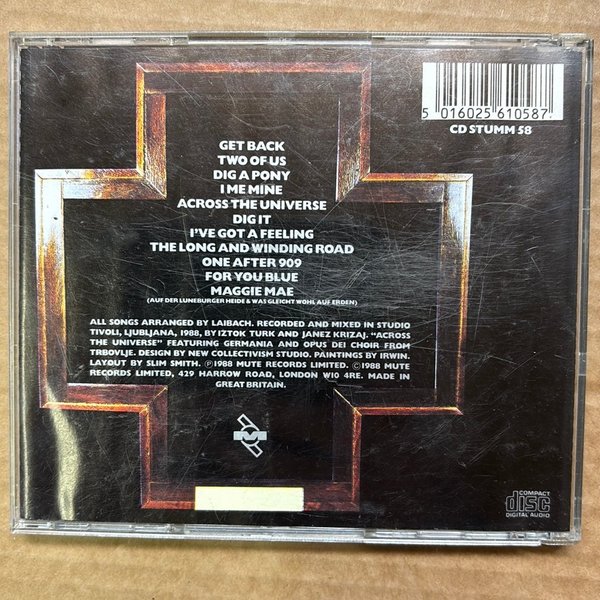 5 016025 610587
CD STUMM 58
GET BACK
TWO OF US
DIG A PONY
I ME MINE
ACROSS THE UNIVERSE
DIG IT
I'VE GOT A FEELING
THE LONG AND WINDING ROAD
ONE AFTER 909
FOR YOU BLUE
MAGGIE MAE
(AUF DER LUNEBURGER HEIDE & WAS GLEICHT WOHL AUF ERDEN)
ALL SONGS ARRANGED BY LAIBACH. RECORDED AND MIXED IN STUDIO
TIVOLI, LJUBLJANA, 1988, BY IZTOK TURK AND JANEZ KRIZAJ. “ACROSS
THE UNIVERSE” FEATURING GERMANIA AND OPUS DEI CHOIR FROM
TRBOVLJE. DESIGN BY NEW COLLECTIVISM STUDIO. PAINTINGS BY IRWIN.
LAYOUT BY SLIM SMITH. ℗1988 MUTE RECORDS LIMITED. ©1988 MUTE
RECORDS LIMITED, 429 HARROW ROAD, LONDON W10 4RE. MADE IN
GREAT BRITAIN.
COMPACT
disc
DIGITAL AUDIO